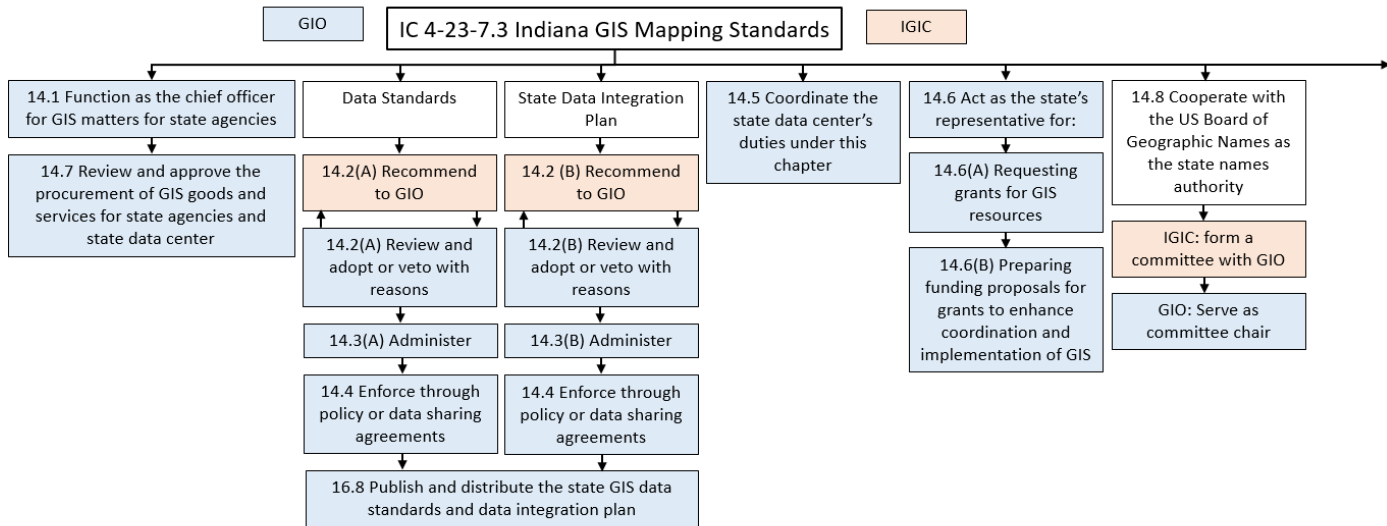 GIO
IC 4-23-7.3 Indiana GIS Mapping Standards
IGIC
14.1 Function as the chief officer
for GIS matters for state agencies
14.7 Review and approve the
procurement of GIS goods and
services for state agencies and
state data center
Data Standards
14.2(A) Recommend
to GIO
14.2(A) Review and
adopt or veto with
reasons
14.3(A) Administer
14.4 Enforce through
policy or data sharing
agreements
State Data Integration
Plan
14.2 (B) Recommend
to GIO
14.2(B) Review and
adopt or veto with
reasons
14.3(B) Administer
14.4 Enforce through
policy or data sharing
agreements
16.8 Publish and distribute the state GIS data
standards and data integration plan
14.5 Coordinate the
state data center's
duties under this
chapter
14.6 Act as the state's
representative for:
14.6(A) Requesting
grants for GIS
resources
14.6(B) Preparing
funding proposals for
grants to enhance
coordination and
implementation of GIS
14.8 Cooperate with
the US Board of
Geographic Names as
the state names
authority
IGIC: form a
committee with GIO
GIO: Serve as
committee chair